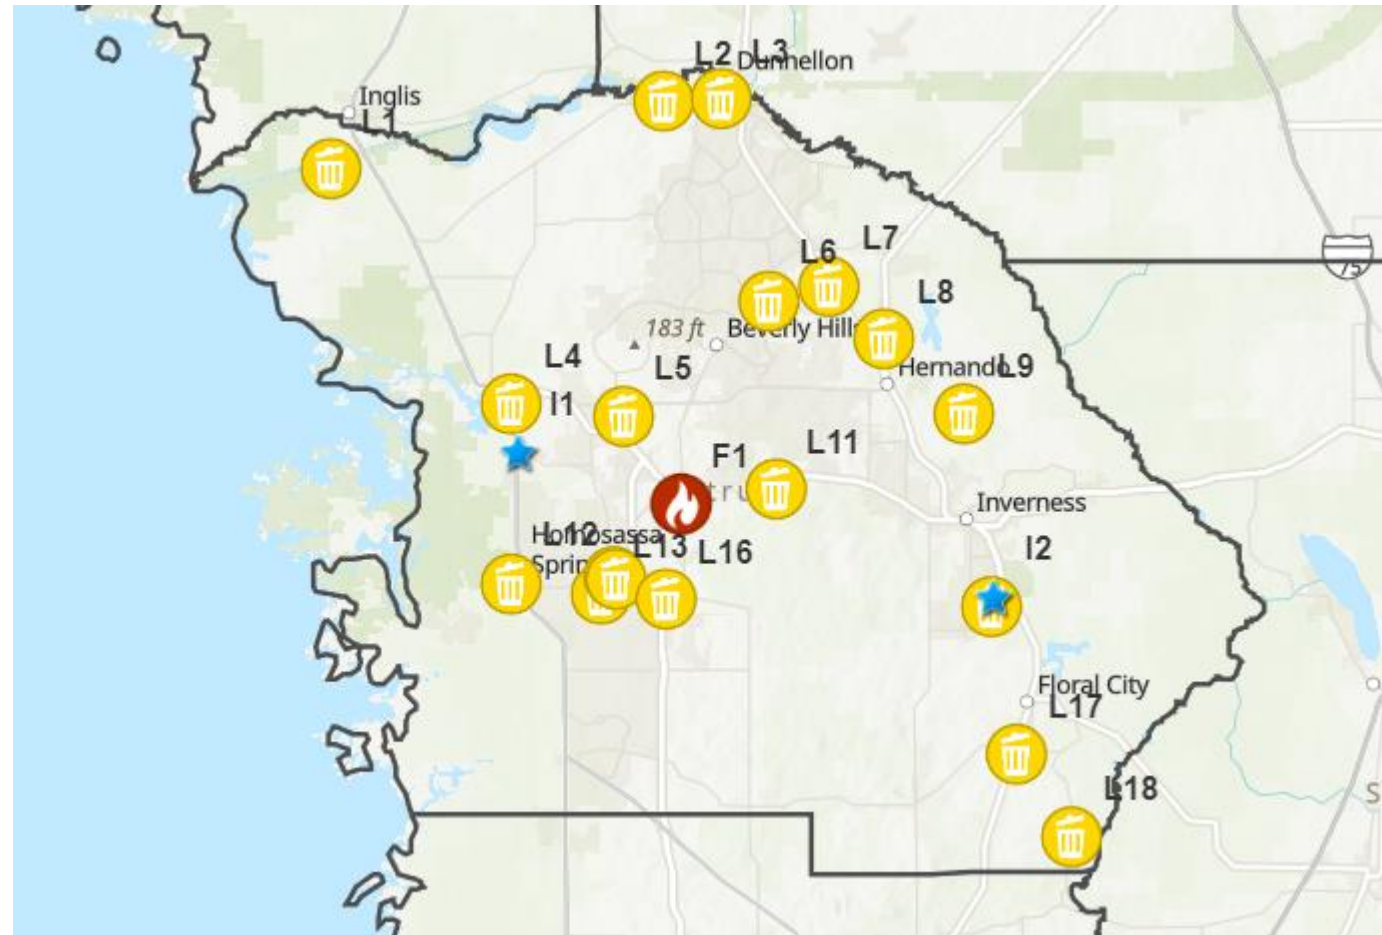 L2
L3
Dunnellon
Inglis
L1
L7
L6
75
L8
183 ft
Beverly Hills
L4
L5
Hernando
L9
I1
L11
F1
Inverness
Homosassa
L12
L13
L16
I2
Floral City
L17
L18
S